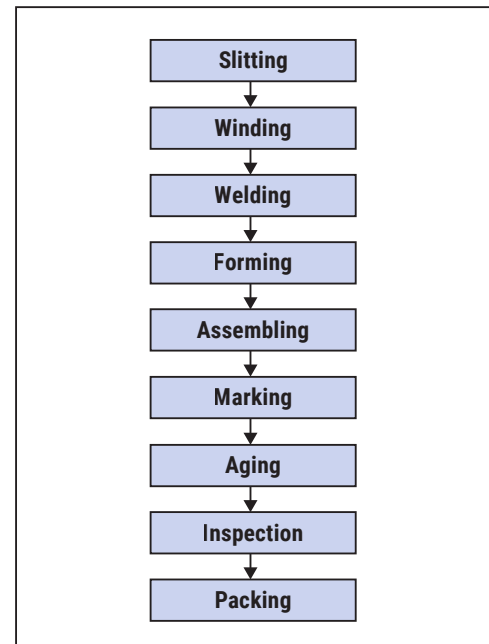 Slitting
Winding
Welding
Forming
Assembling
Marking
Aging
Inspection
Packing